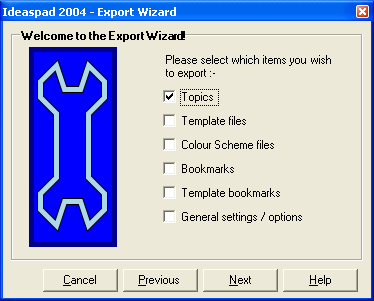 Ideaspad 2004 - Export Wizard
Welcome to the Export Wizard!
Please select which items you wish
to export :-
Topics
Template files
Colour Scheme files
Bookmarks
Template bookmarks
General settings / options
Cancel
Previous
Next
Help